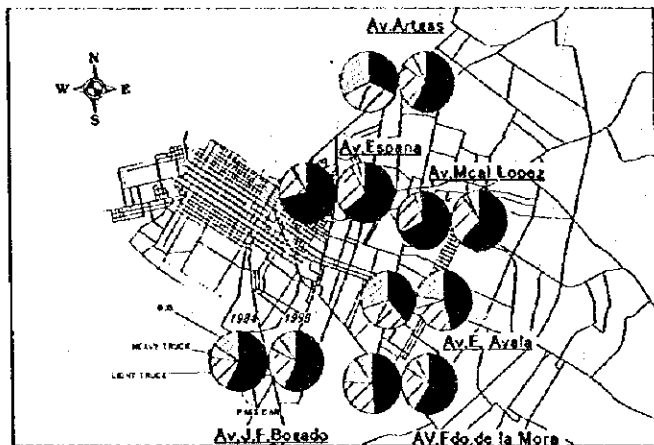 Av.Artgas
N
W E
S
Av.Espana
Av.Mcal Lopez
1984 1998
HEAVY TRUCK
LIGHT TRUCK
PASS CAR
Av.E. Ayala
Av.J.F.Bogado
AV.Fdo.de la Mora